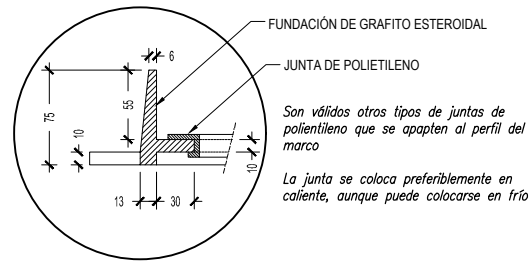 6
FUNDACIÓN DE GRAFITO ESTEROIDAL
JUNTA DE POLIETILENO
75
55
10
10
13
30
Son válidos otros tipos de juntas de
polientileno que se apapten al perfil del
marco
La junta se coloca preferiblemente en
caliente, aunque puede colocarse en frío